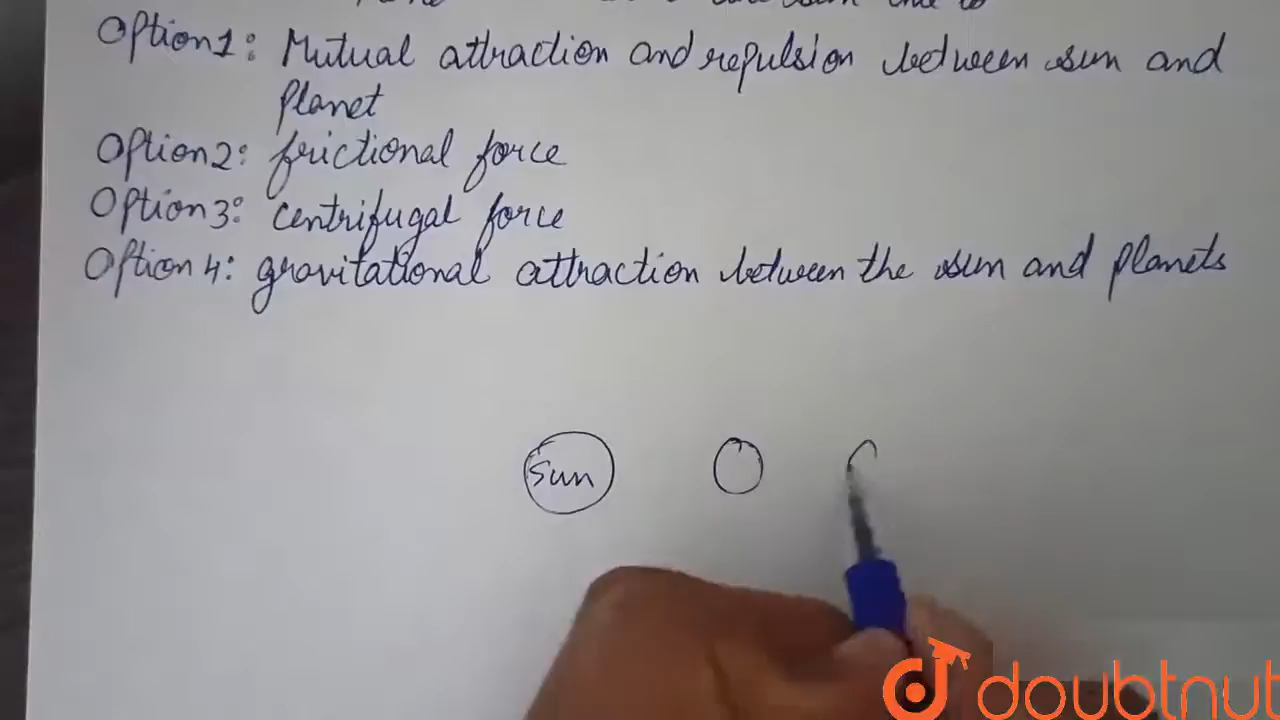 Option1: Mutual attraction and repulsion between sun and
planet
Option2: frictional force
Option3: centrifugal force
Option4: gravitational attraction between the sun and planets
Sun
doubtnut